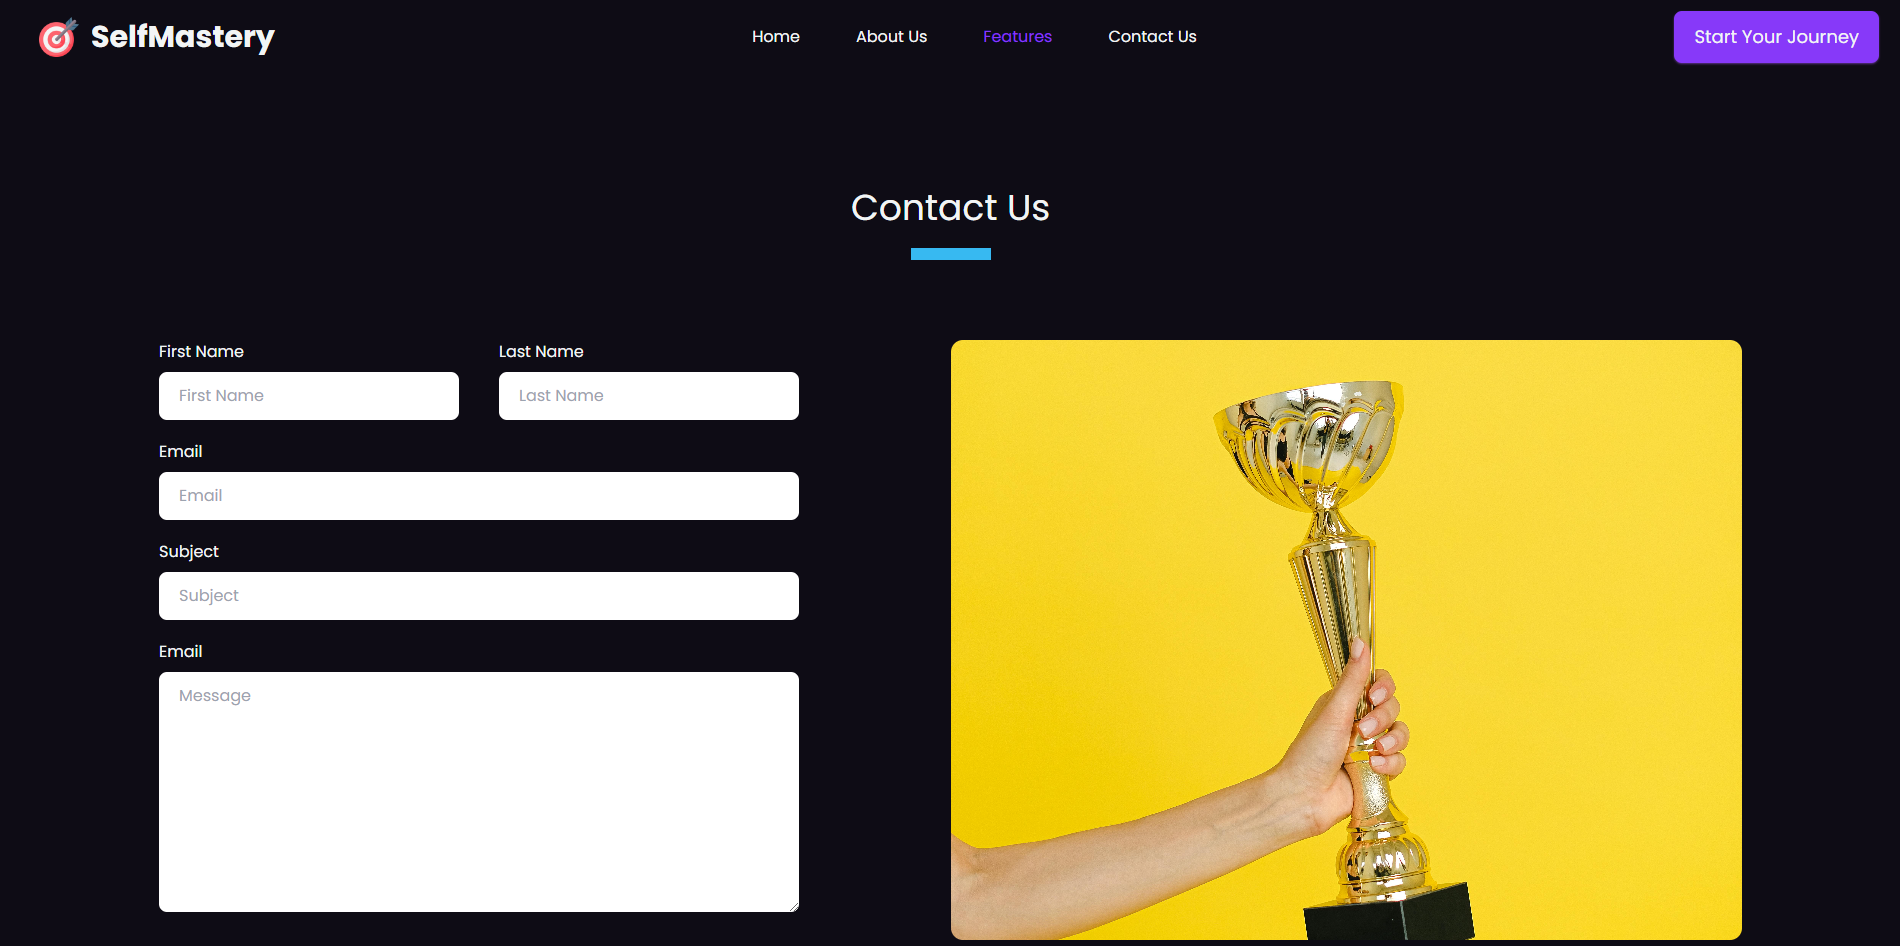 SelfMastery
Home
About Us
Features
Contact Us
Start Your Journey
Contact Us
First Name
Last Name
First Name
Last Name
Email
Email
Subject
Subject
Email
Message